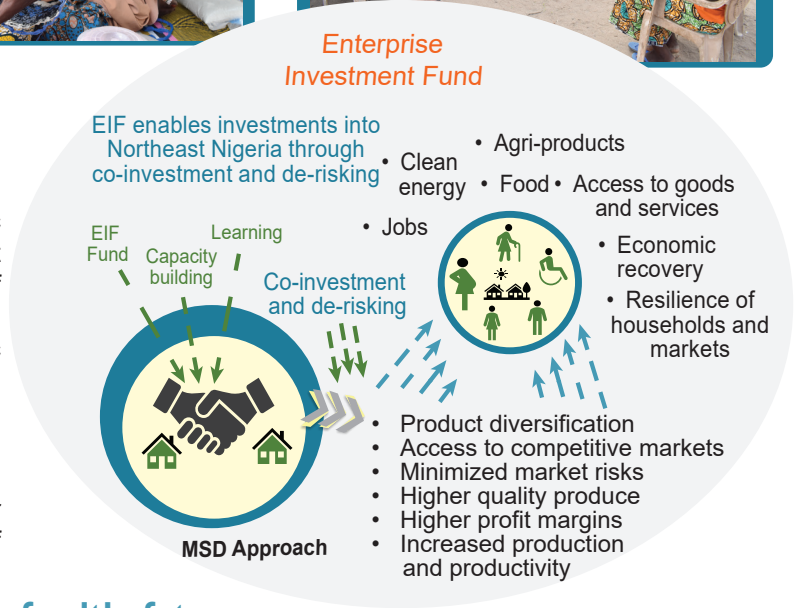 Enterprise
Investment Fund
EIF enables investments into
Northeast Nigeria through
co-investment and de-risking
• Clean
energy
• Agri-products
• Food
• Access to goods
and services
• Jobs
• Economic
recovery
• Resilience of
households and
markets
EIF
Fund
Capacity
building
Learning
Co-investment
and de-risking
• Product diversification
• Access to competitive markets
• Minimized market risks
• Higher quality produce
• Higher profit margins
• Increased production
and productivity
MSD Approach